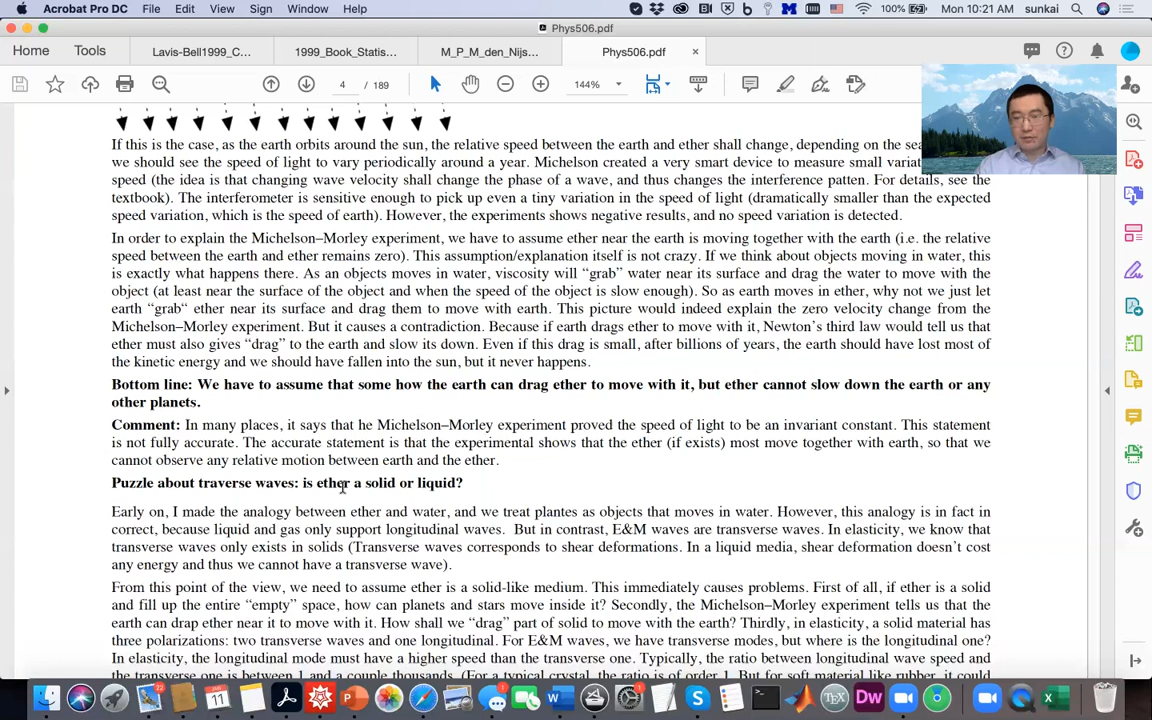 Acrobat Pro DC File Edit View Sign Window Help 100% Mon 10:21 AM sunkai
Phys506.pdf
Home Tools Lavis-Bell1999_C... 1999_Book_Statis... M_P_M_den_Nijs... Phys506.pdf ×
4 / 189 144%
If this is the case, as the earth orbits around the sun, the relative speed between the earth and ether shall change, depending on the
we should see the speed of light to vary periodically around a year. Michelson created a very smart device to measure small
speed (the idea is that changing wave velocity shall change the phase of a wave, and thus changes the interference patten. For details, see the
textbook). The interferometer is sensitive enough to pick up even a tiny variation in the speed of light (dramatically smaller than the expected
speed variation, which is the speed of earth). However, the experiments shows negative results, and no speed variation is detected.
In order to explain the Michelson–Morley experiment, we have to assume ether near the earth is moving together with the earth (i.e. the relative
speed between the earth and ether remains zero). This assumption/explanation itself is not crazy. If we think about objects moving in water, this
is exactly what happens there. As an objects moves in water, viscosity will “grab” water near its surface and drag the water to move with the
object (at least near the surface of the object and when the speed of the object is slow enough). So as earth moves in ether, why not we just let
earth “grab“ ether near its surface and drag them to move with earth. This picture would indeed explain the zero velocity change from the
Michelson–Morley experiment. But it causes a contradiction. Because if earth drags ether to move with it, Newton’s third law would tell us that
ether must also gives “drag” to the earth and slow its down. Even if this drag is small, after billions of years, the earth should have lost most of
the kinetic energy and we should have fallen into the sun, but it never happens.
Bottom line: We have to assume that some how the earth can drag ether to move with it, but ether cannot slow down the earth or any
other planets.
Comment: In many places, it says that he Michelson–Morley experiment proved the speed of light to be an invariant constant. This statement
is not fully accurate. The accurate statement is that the experimental shows that the ether (if exists) most move together with earth, so that we
cannot observe any relative motion between earth and the ether.
Puzzle about traverse waves: is ether a solid or liquid?
Early on, I made the analogy between ether and water, and we treat plantes as objects that moves in water. However, this analogy is in fact in
correct, because liquid and gas only support longitudinal waves. But in contrast, E&M waves are transverse waves. In elasticity, we know that
transverse waves only exists in solids (Transverse waves corresponds to shear deformations. In a liquid media, shear deformation doesn’t cost
any energy and thus we cannot have a transverse wave).
From this point of the view, we need to assume ether is a solid-like medium. This immediately causes problems. First of all, if ether is a solid
and fill up the entire “empty” space, how can planets and stars move inside it? Secondly, the Michelson–Morley experiment tells us that the
earth can drap ether near it to move with it. How shall we “drag” part of solid to move with the earth? Thirdly, in elasticity, a solid material has
three polarizations: two transverse waves and one longitudinal. For E&M waves, we have transverse modes, but where is the longitudinal one?
In elasticity, the longitudinal mode must have a higher speed than the transverse one. Typically, the ratio between longitudinal wave speed and
the transverse one is between 1 and a couple thousands. (For a typical crystal, the ratio is of order 1. But for soft material like rubber, it could